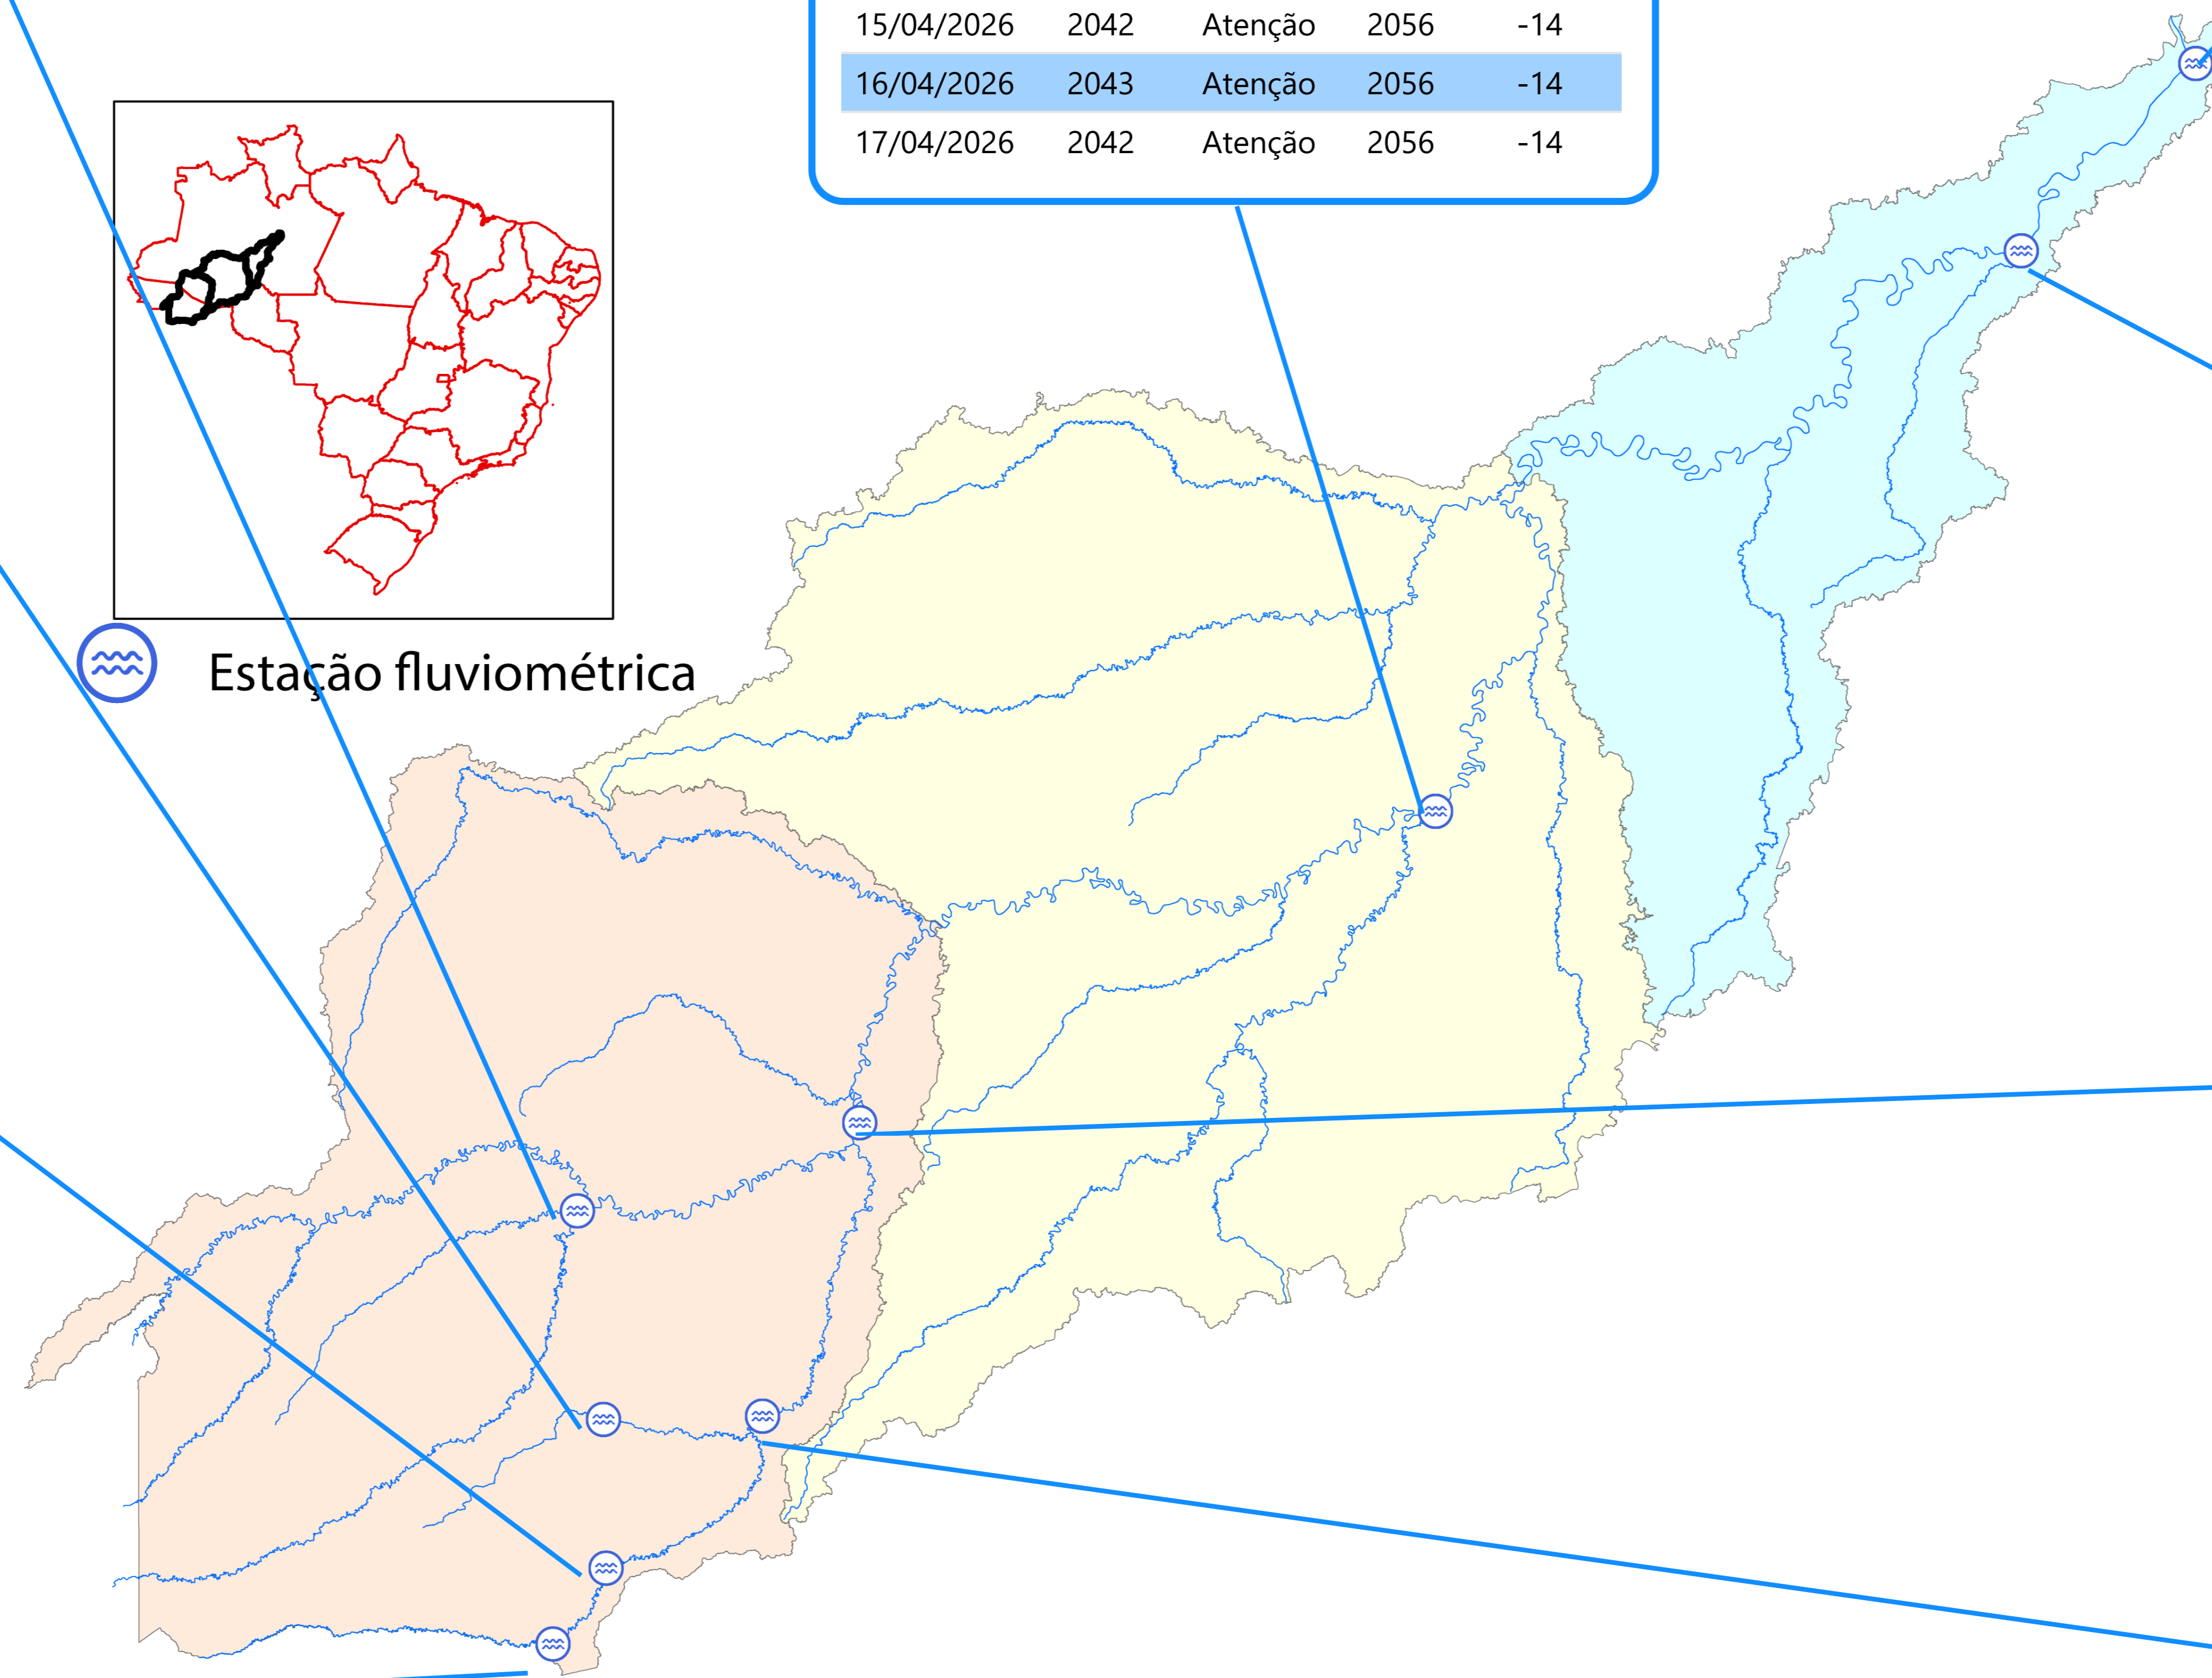 15/04/2026 2042 Atenção 2056 -14
16/04/2026 2043 Atenção 2056 -14
17/04/2026 2042 Atenção 2056 -14
Estação fluviométrica